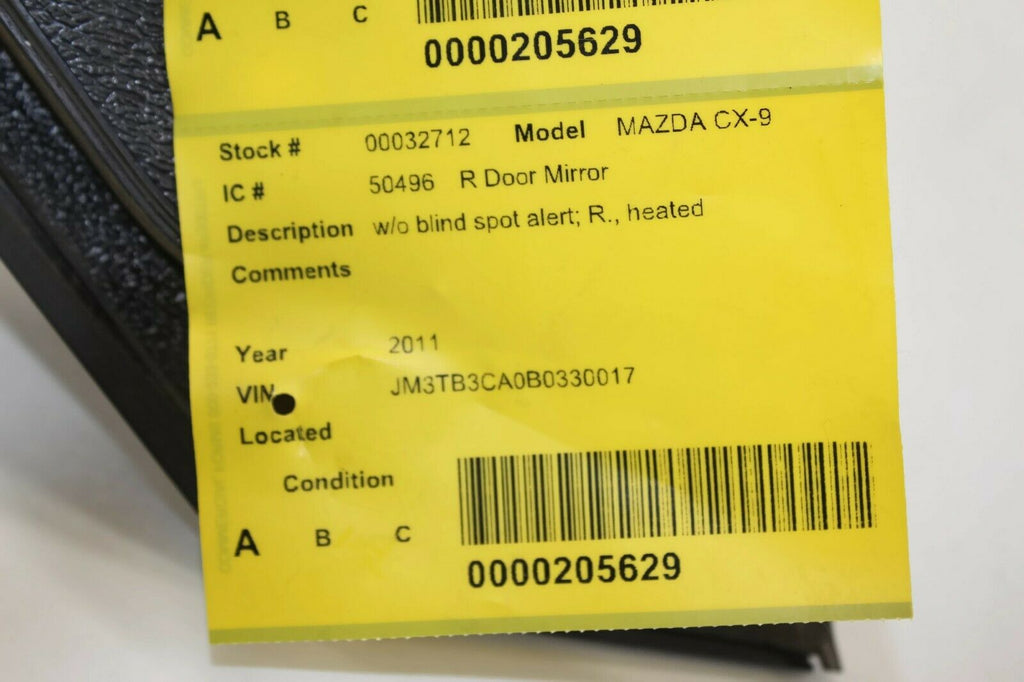 A B C
0000205629
Stock # 00032712 Model MAZDA CX-9
IC # 50496 R Door Mirror
Description w/o blind spot alert; R., heated
Comments
Year 2011
VIN JM3TB3CA0B0330017
Located
Condition
A B C
0000205629